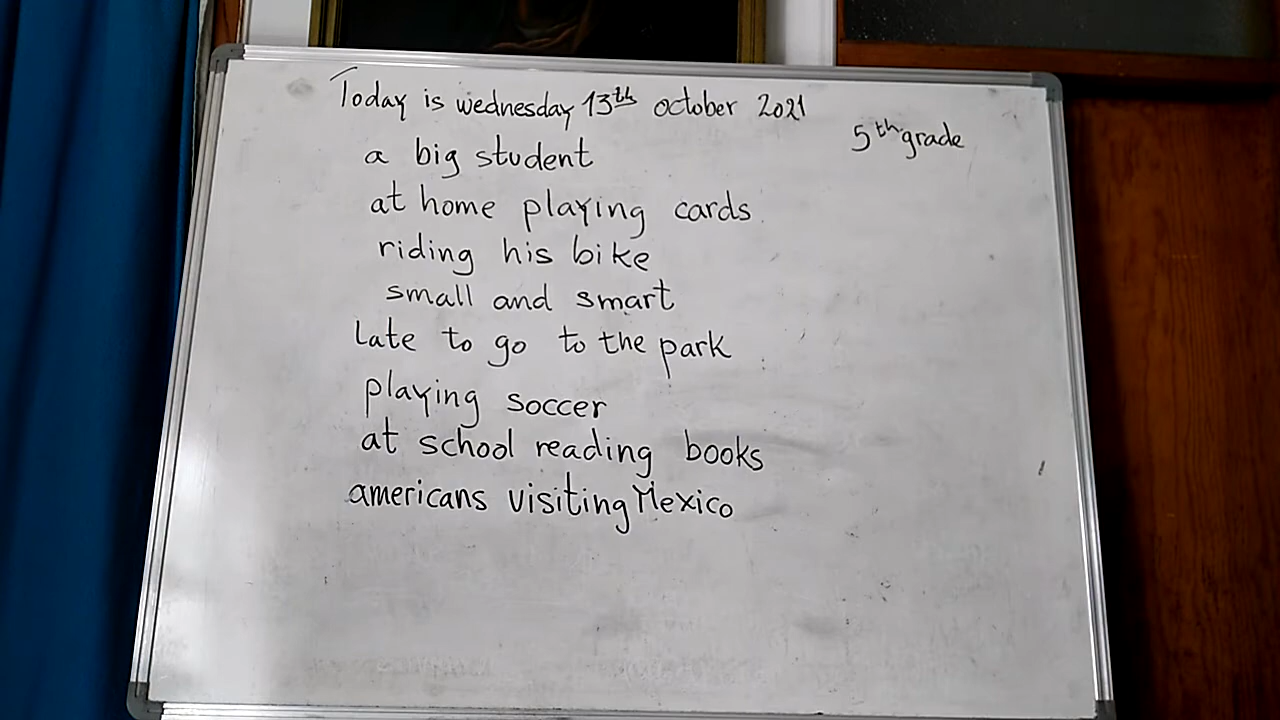 Today is wednesday 13th october 2021
5th grade
a big student
at home playing cards
riding his bike
small and smart
late to go to the park
playing soccer
at school reading books
americans visiting Mexico